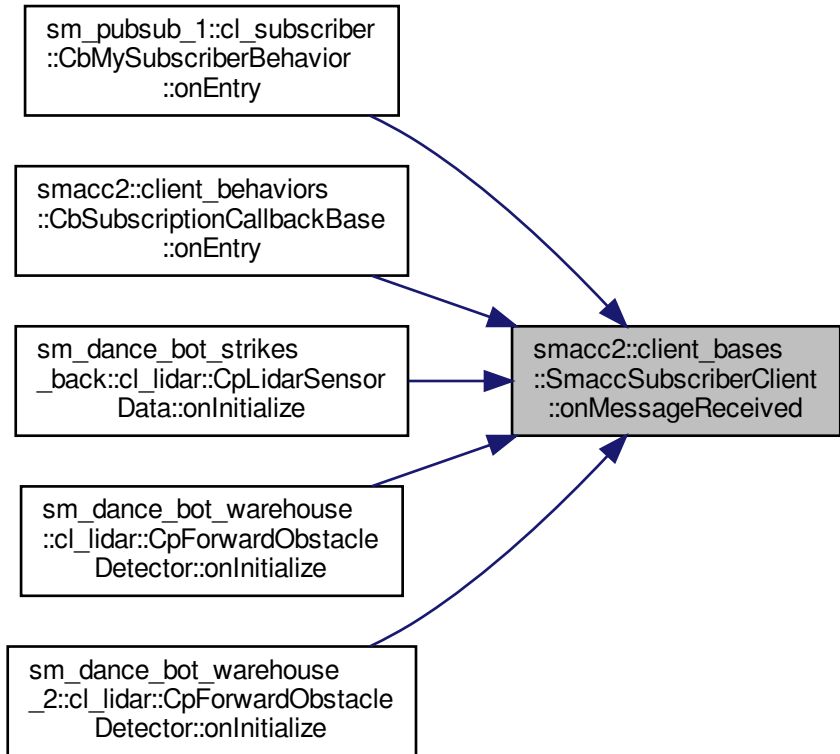 sm_pubsub_1::cl_subscriber
::CbMySubscriberBehavior
::onEntry
smacc2::client_behaviors
::CbSubscriptionCallbackBase
::onEntry
sm_dance_bot_strikes
_back::cl_lidar::CpLidarSensor
Data::onInitialize
smacc2::client_bases
::SmaccSubscriberClient
::onMessageReceived
sm_dance_bot_warehouse
::cl_lidar::CpForwardObstacle
Detector::onInitialize
sm_dance_bot_warehouse
_2::cl_lidar::CpForwardObstacle
Detector::onInitialize